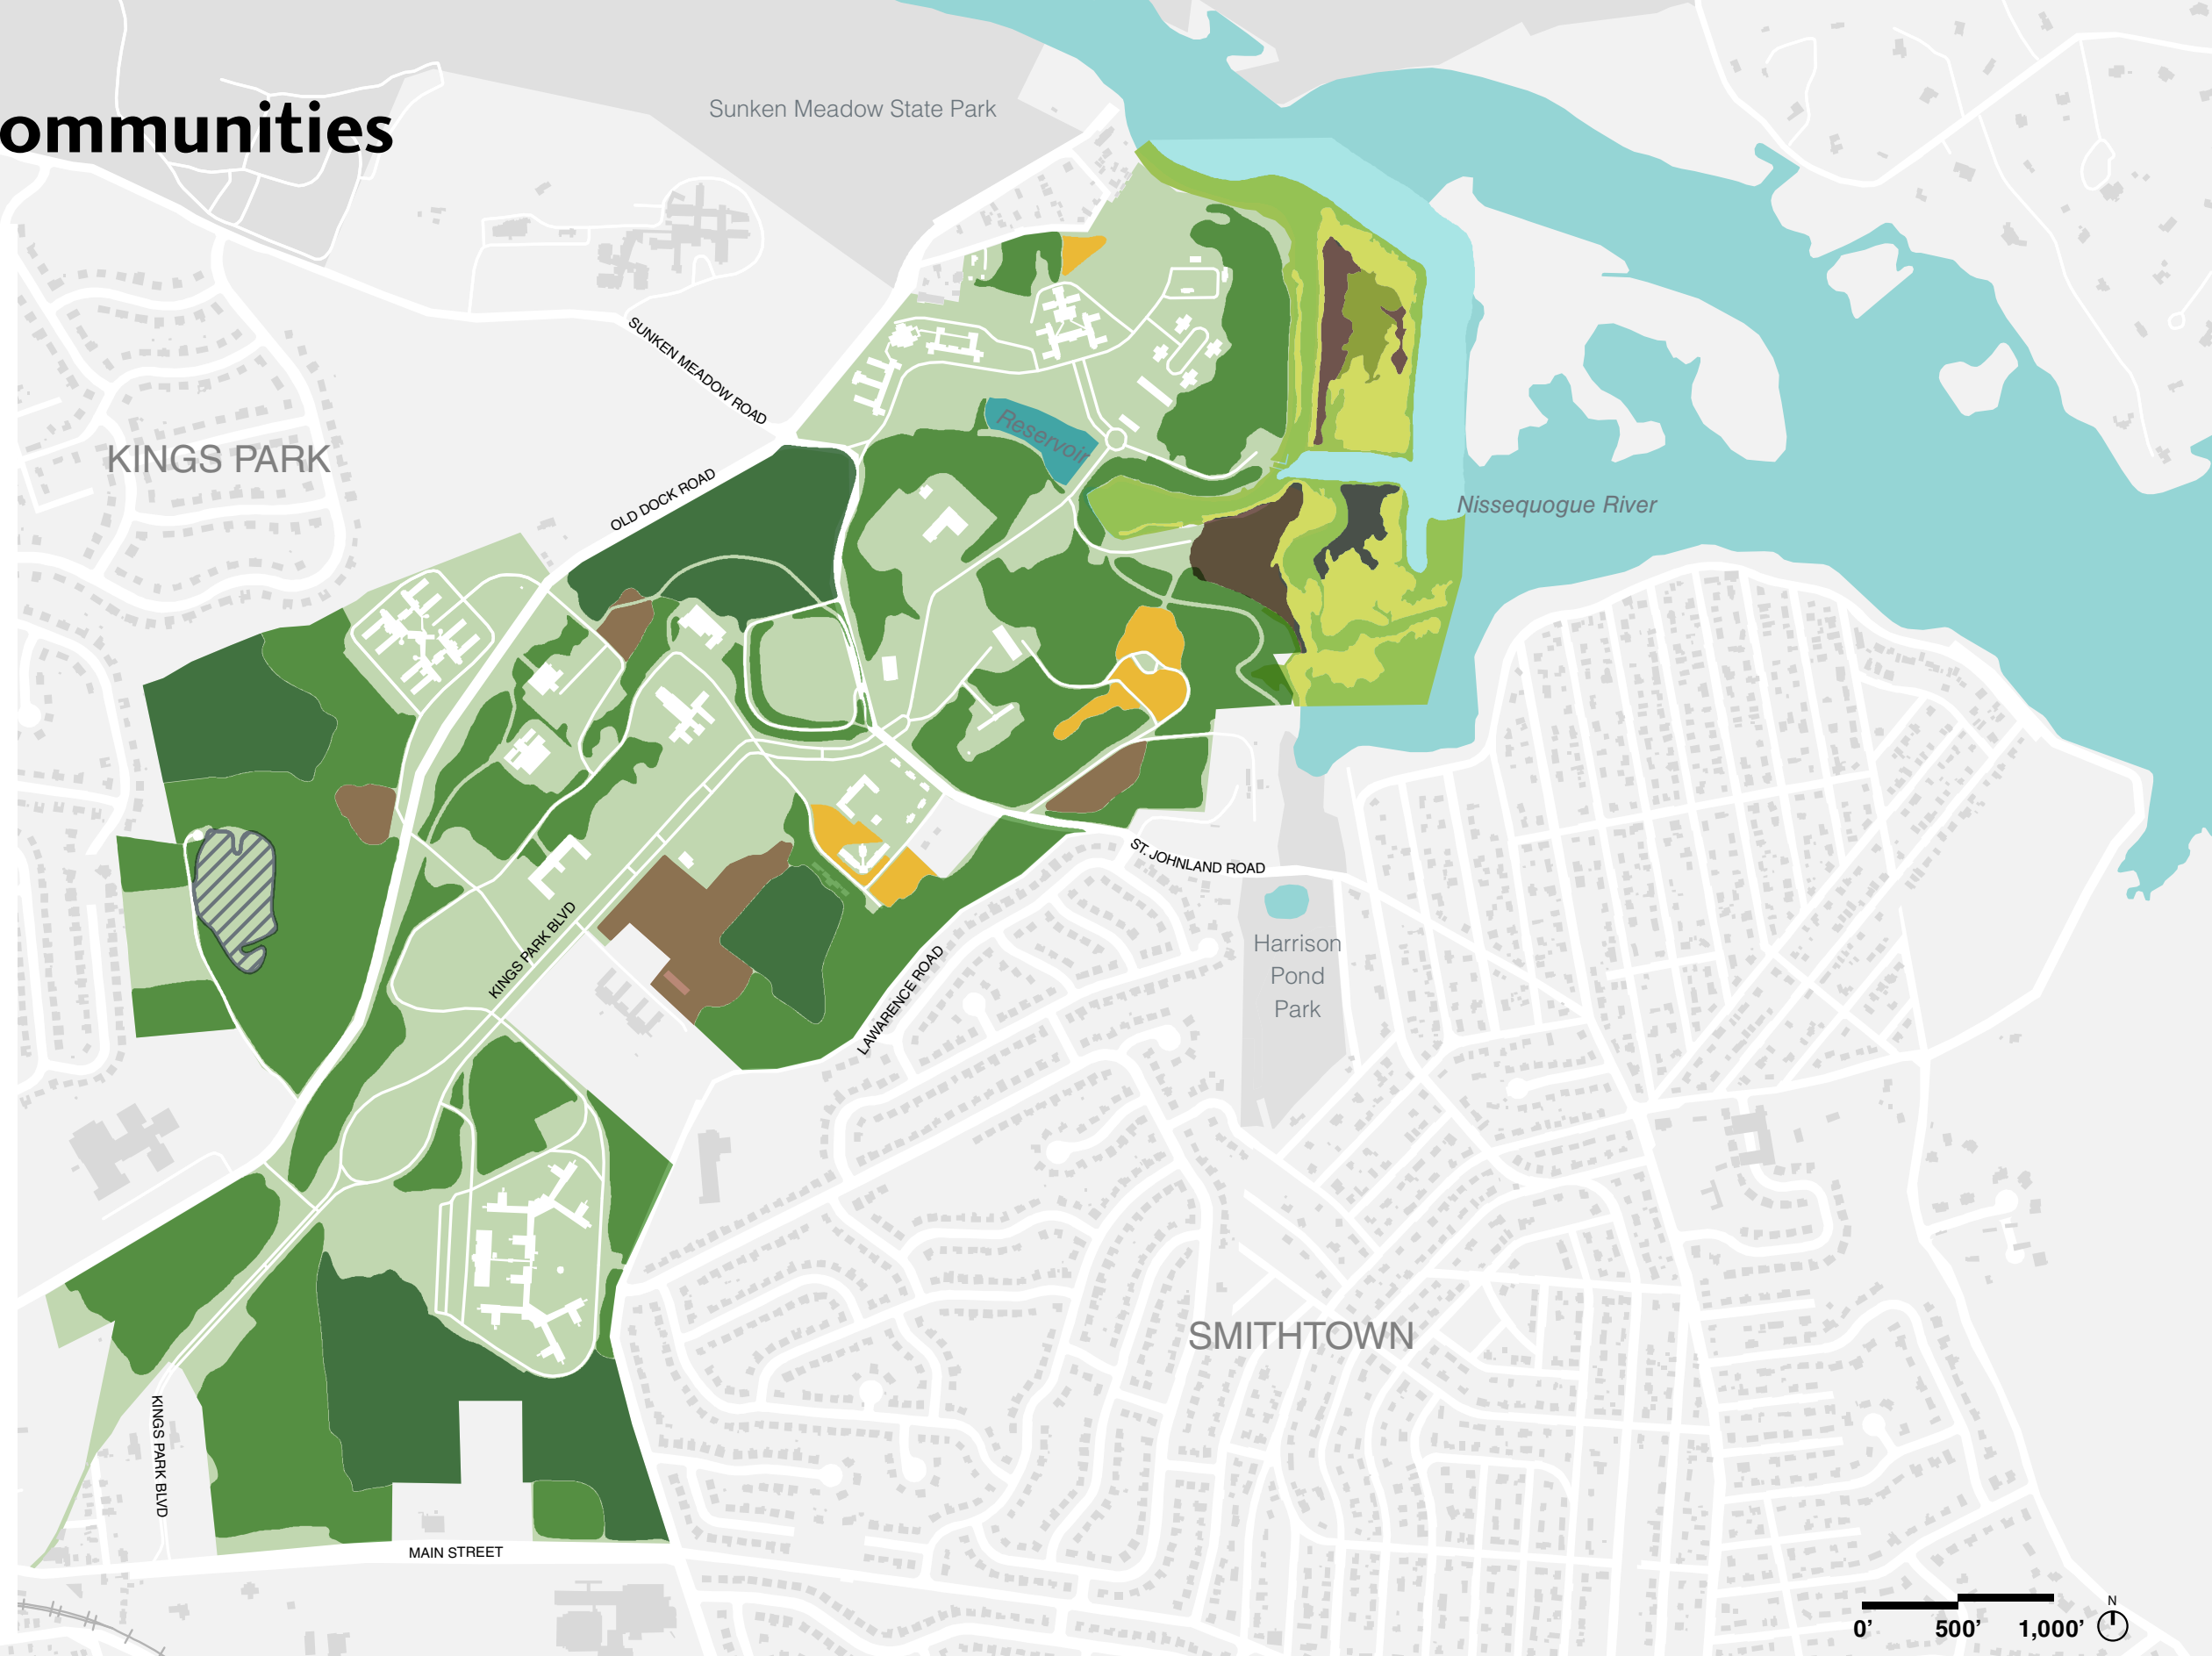 ommunities
Sunken Meadow State Park
SUNKEN MEADOW ROAD
KINGS PARK
Reservoir
OLD DOCK ROAD
Nissequogue River
ST. JOHNLAND ROAD
KINGS PARK BLVD
LAWARENCE ROAD
Harrison
Pond
Park
SMITHTOWN
KINGS PARK BLVD
MAIN STREET
N
0’ 500’ 1,000’